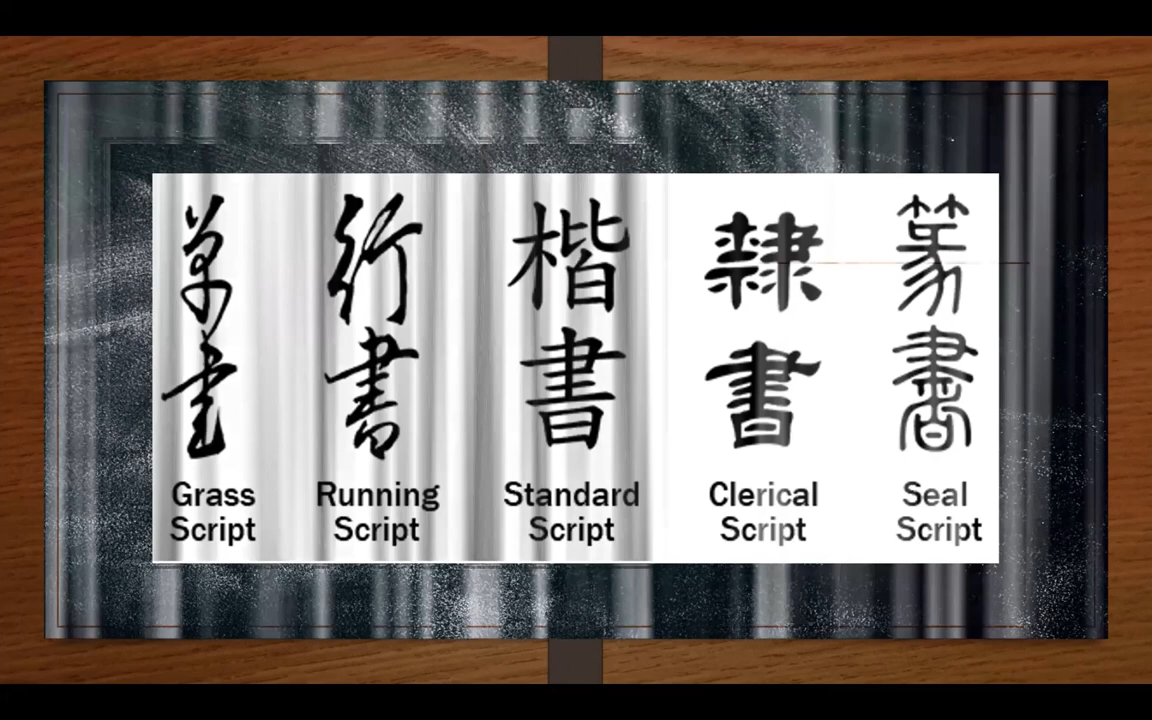 草書
行書
楷書
隸書
篆書
Grass Script
Running Script
Standard Script
Clerical Script
Seal Script